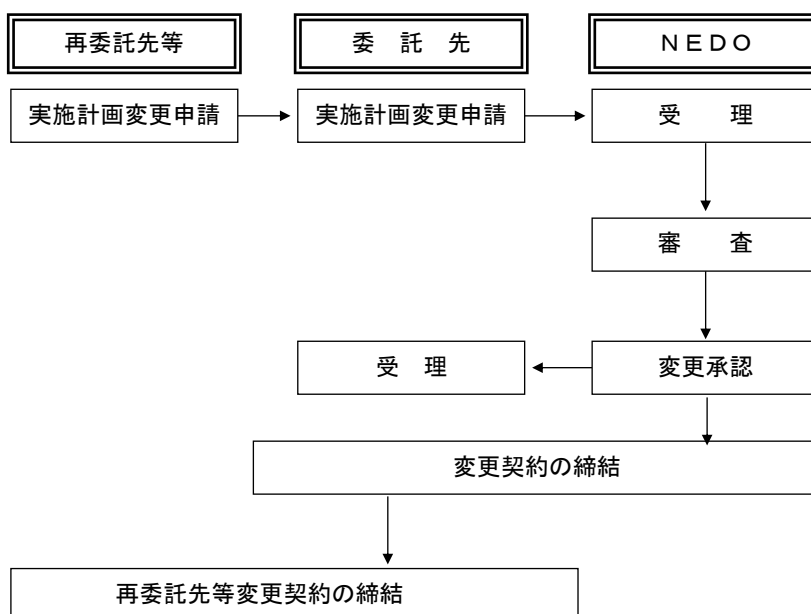 再委託先等
委　託　先
ＮＥＤＯ
実施計画変更申請
実施計画変更申請
受　　理
審　　査
受　理
変更承認
変更契約の締結
再委託先等変更契約の締結